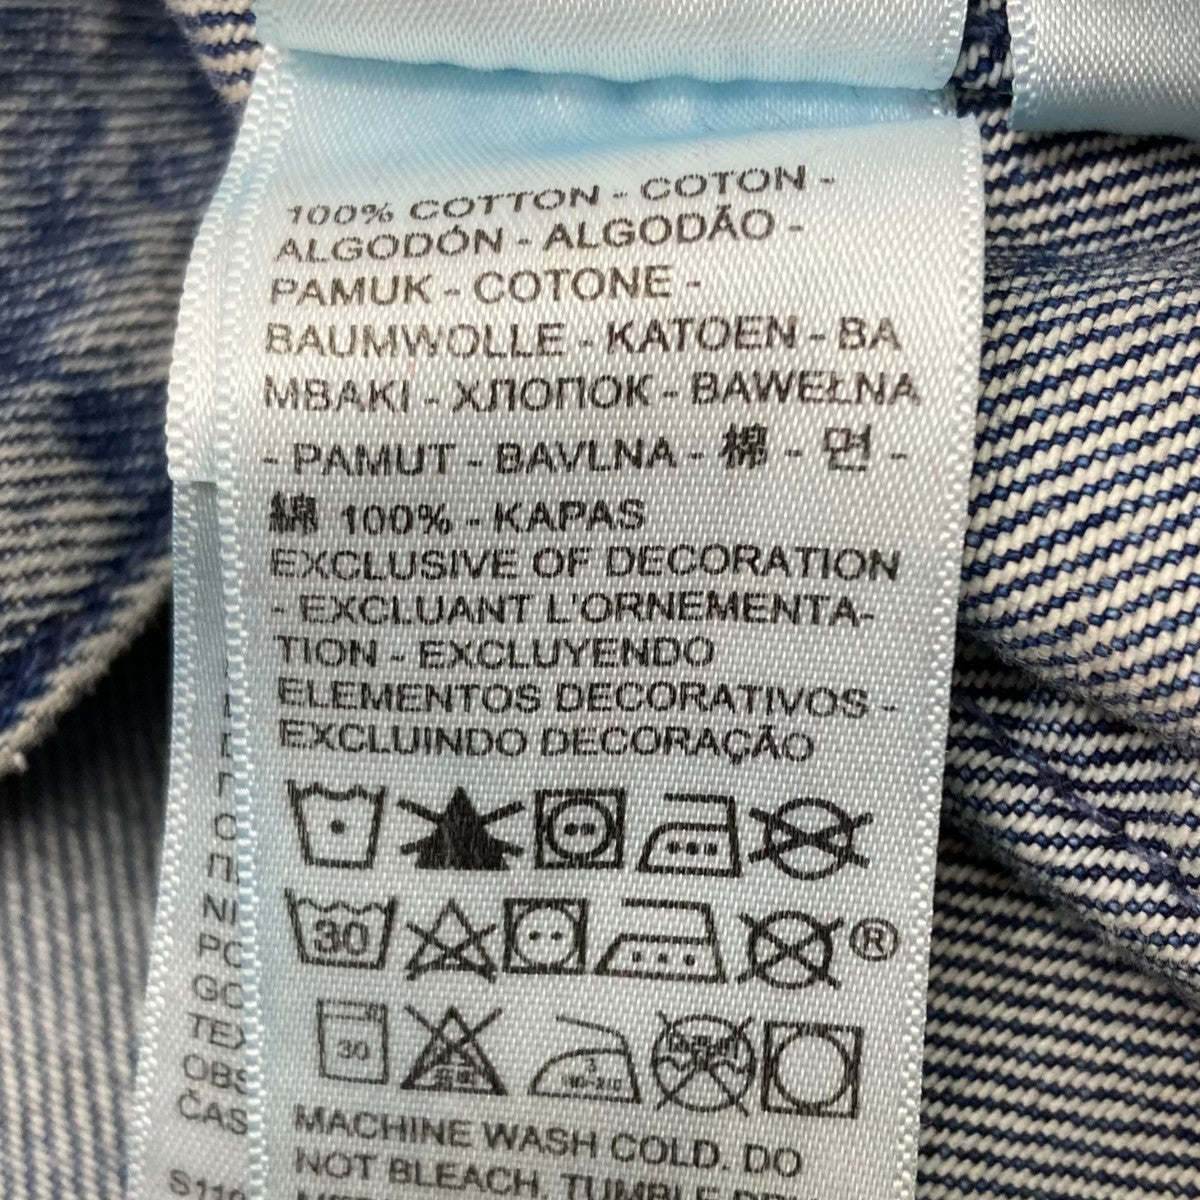 100% COTTON - COTON -
ALGODÓN - ALGODÃO -
PAMUK - COTONE -
BAUMWOLLE - KATOEN - BA
MBAKI - ХЛОПОК - BAWEŁNA
- PAMUT - BAVLNA - 棉 - 면 -
綿 100% - KAPAS
EXCLUSIVE OF DECORATION
- EXCLUANT L'ORNEMENTA-
TION - EXCLUYENDO
ELEMENTOS DECORATIVOS -
EXCLUINDO DECORAÇÃO
30
®
30
MACHINE WASH COLD. DO
NOT BLEACH. TUMBLE DRY